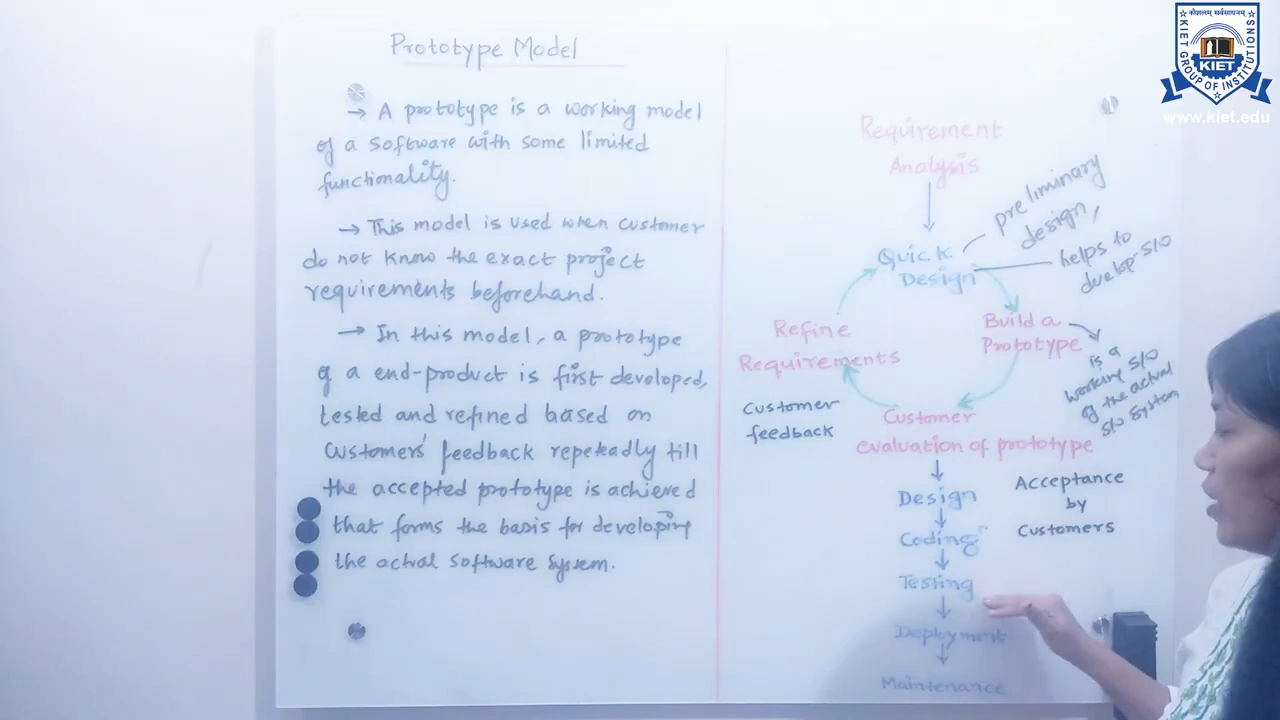 Prototype Model
→ A prototype is a working model
of a software with some limited
functionality.
→ This model is used when customer
do not know the exact project
requirements beforehand.
→ In this model, a prototype
of a end-product is first developed,
tested and refined based on
customers' feedback repeatedly till
the accepted prototype is achieved
that forms the basis for developing
the actual software system.
Requirement
Analysis
Quick
Design
preliminary
design,
helps to
develop S/W
Build a
Prototype
is a
working S/W
of the actual
S/W system
Refine
Requirements
Customer
feedback
Customer
evaluation of prototype
Acceptance
by
Customers
Design
Coding
Testing
Deployment
Maintenance
कौशलम् सर्वसाधनम्
KIET GROUP OF INSTITUTIONS
KIET
www.kiet.edu